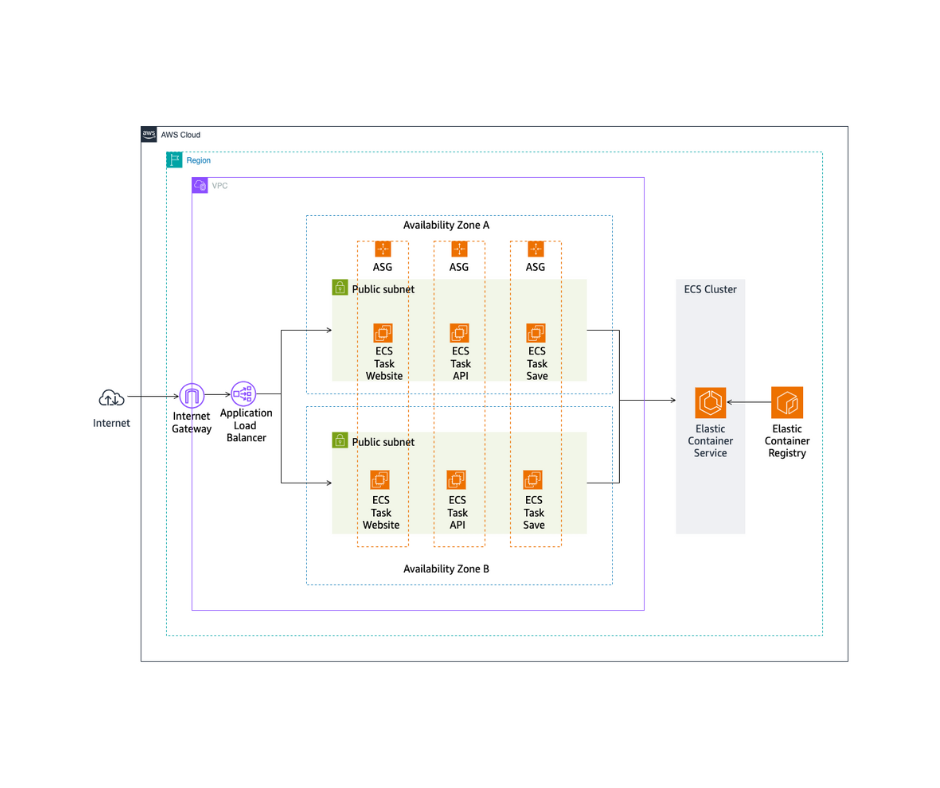 aws
AWS Cloud
Region
VPC
Availability Zone A
ASG
ASG
ASG
Public subnet
ECS
Task
Website
ECS
Task
API
ECS
Task
Save
Internet
Internet
Gateway
Application
Load
Balancer
Public subnet
ECS
Task
Website
ECS
Task
API
ECS
Task
Save
Availability Zone B
ECS Cluster
Elastic
Container
Service
Elastic
Container
Registry